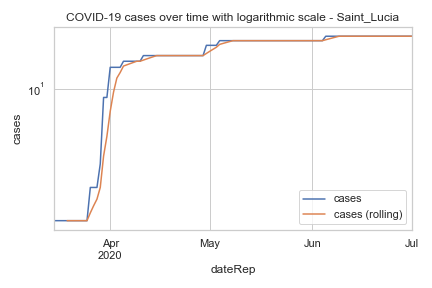 COVID-19 cases over time with logarithmic scale - Saint_Lucia
10¹
cases
cases
cases (rolling)
Apr
2020
May
Jun
Jul
dateRep